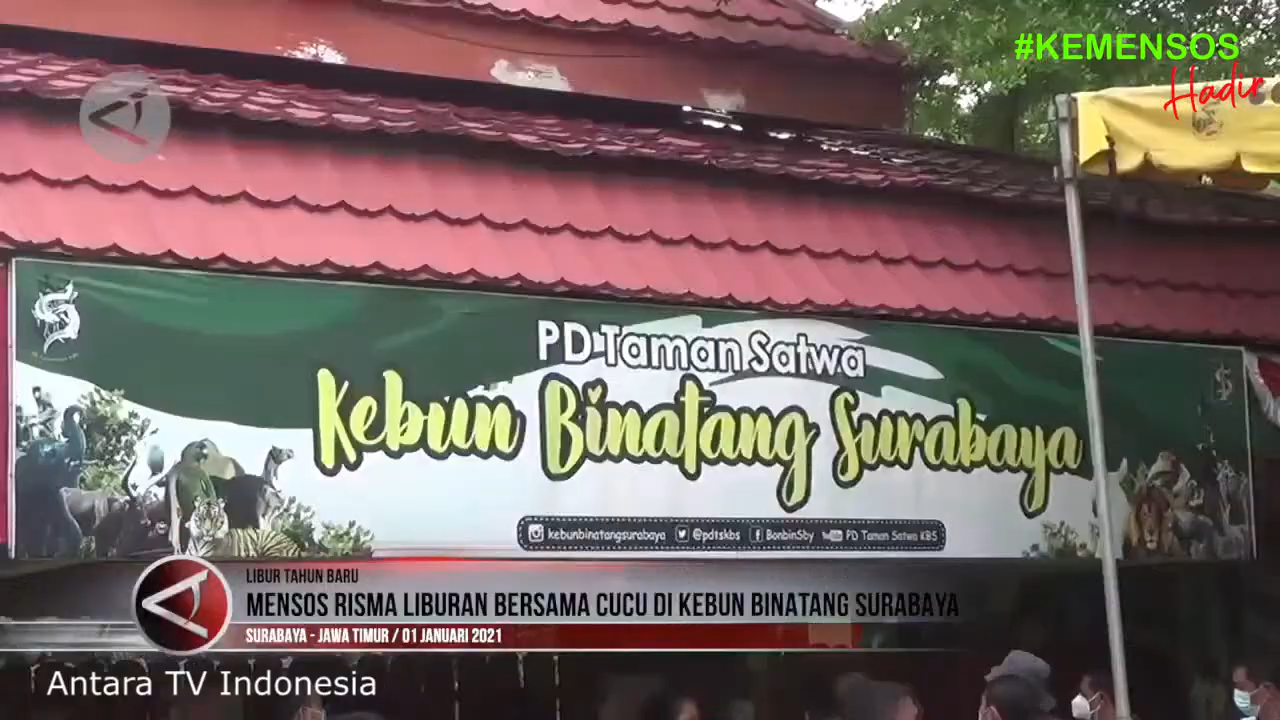 #KEMENSOS
Hadir
PD Taman Satwa
Kebun Binatang Surabaya
kebunbinatangsurabaya @pdtskbs BonbinSby PD Taman Satwa KBS
LIBUR TAHUN BARU
MENSOS RISMA LIBURAN BERSAMA CUCU DI KEBUN BINATANG SURABAYA
SURABAYA - JAWA TIMUR / 01 JANUARI 2021
Antara TV Indonesia